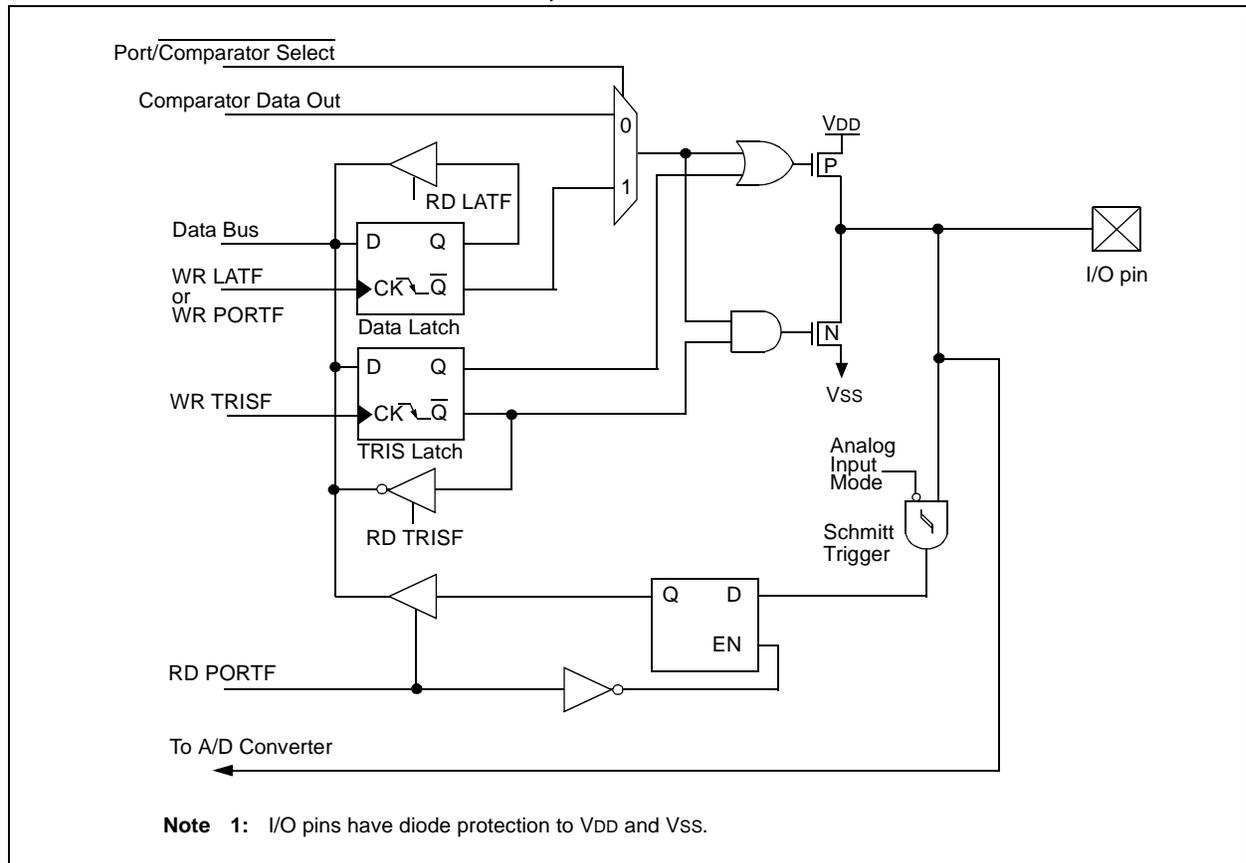 Port/Comparator Select
Comparator Data Out
0
1
VDD
P
RD LATF
Data Bus
D Q
WR LATF
or
WR PORTF
CK Q
Data Latch
I/O pin
N
VSS
D Q
WR TRISF
CK Q
TRIS Latch
RD TRISF
Analog
Input
Mode
Schmitt
Trigger
Q D
EN
RD PORTF
To A/D Converter
Note 1: I/O pins have diode protection to VDD and VSS.